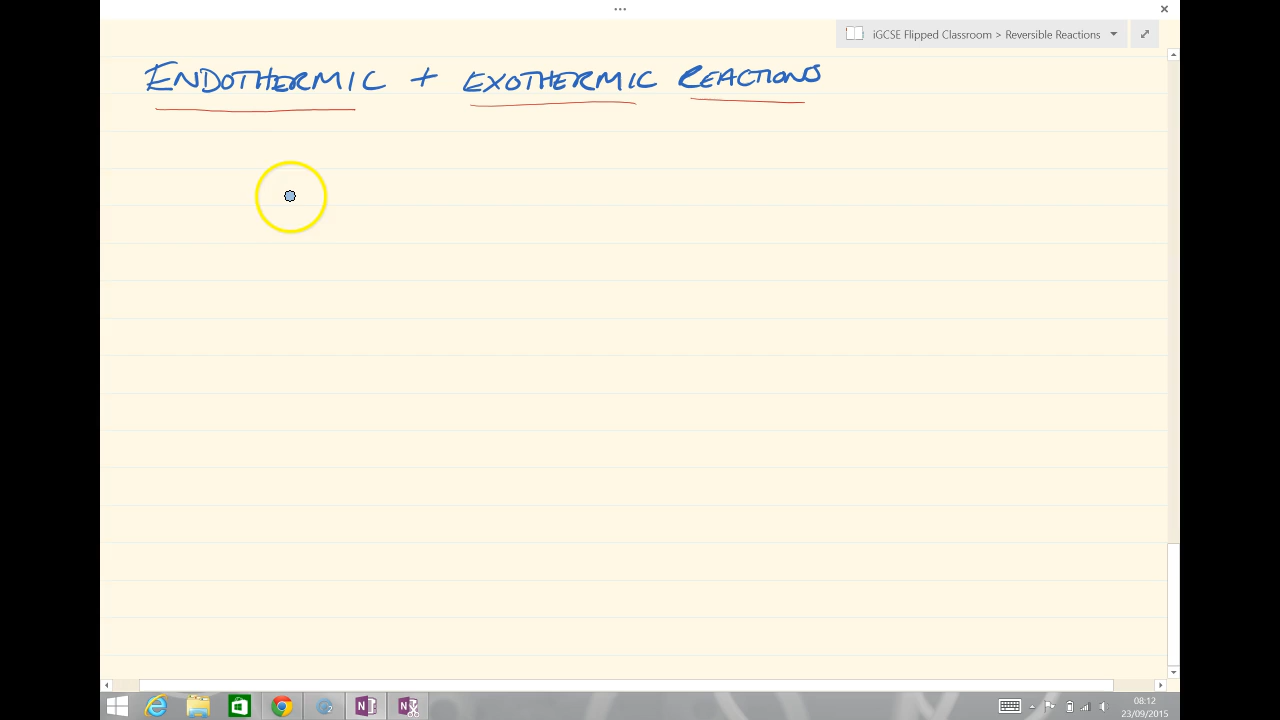 iGCSE Flipped Classroom > Reversible Reactions
ENDOTHERMIC + EXOTHERMIC REACTIONS
08:12
23/09/2015